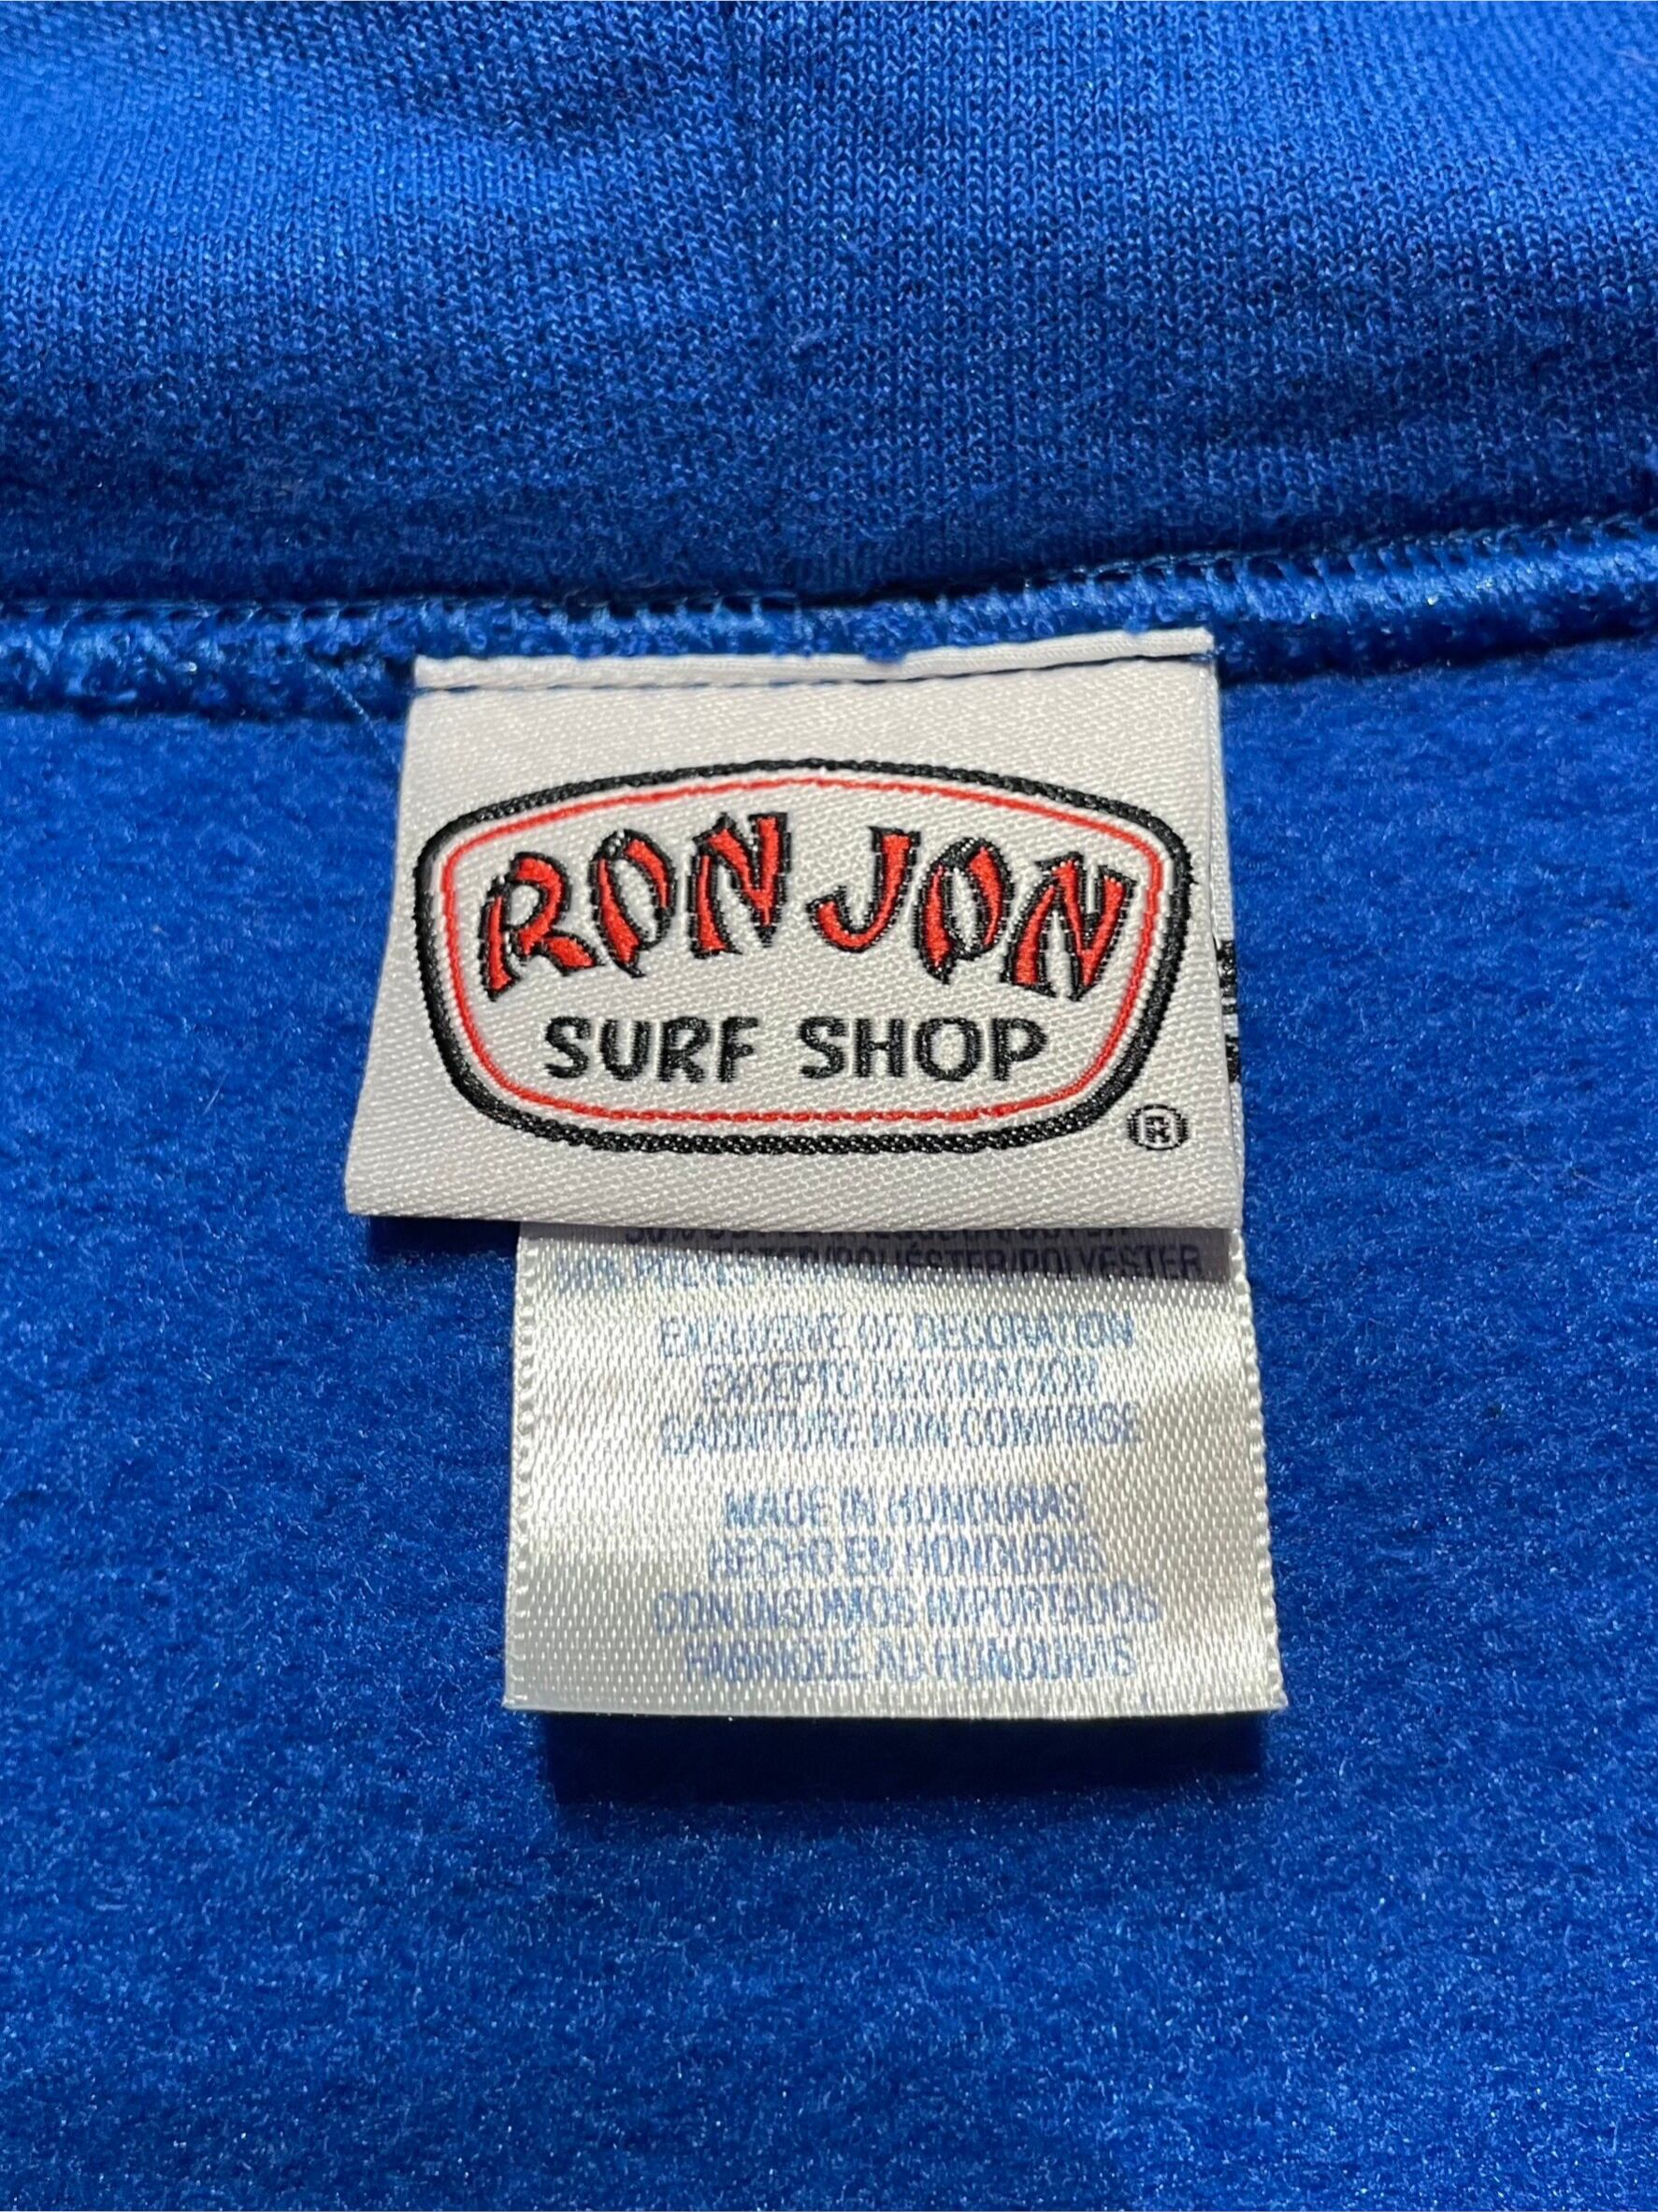 RON JON
SURF SHOP
®
POLYESTER/POLIÉSTER/POLYESTER
EXCLUSIVE OF DECORATION
EXCEPTO DECORACIÓN
GARNITURE NON COMPRISE
MADE IN HONDURAS
HECHO EN HONDURAS
CON INSUMOS IMPORTADOS
FABRIQUÉ AU HONDURAS